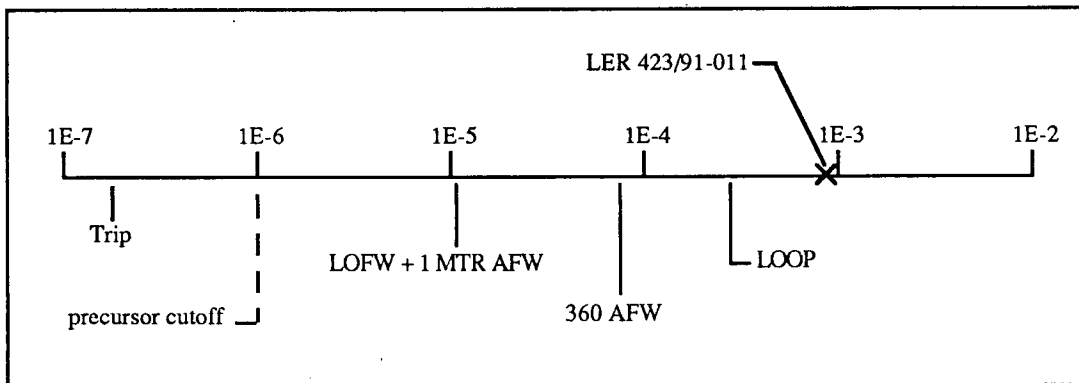 LER 423/91-011
1E-7 1E-6 1E-5 1E-4 1E-3 1E-2
Trip
LOFW + 1 MTR AFW
LOOP
precursor cutoff
360 AFW